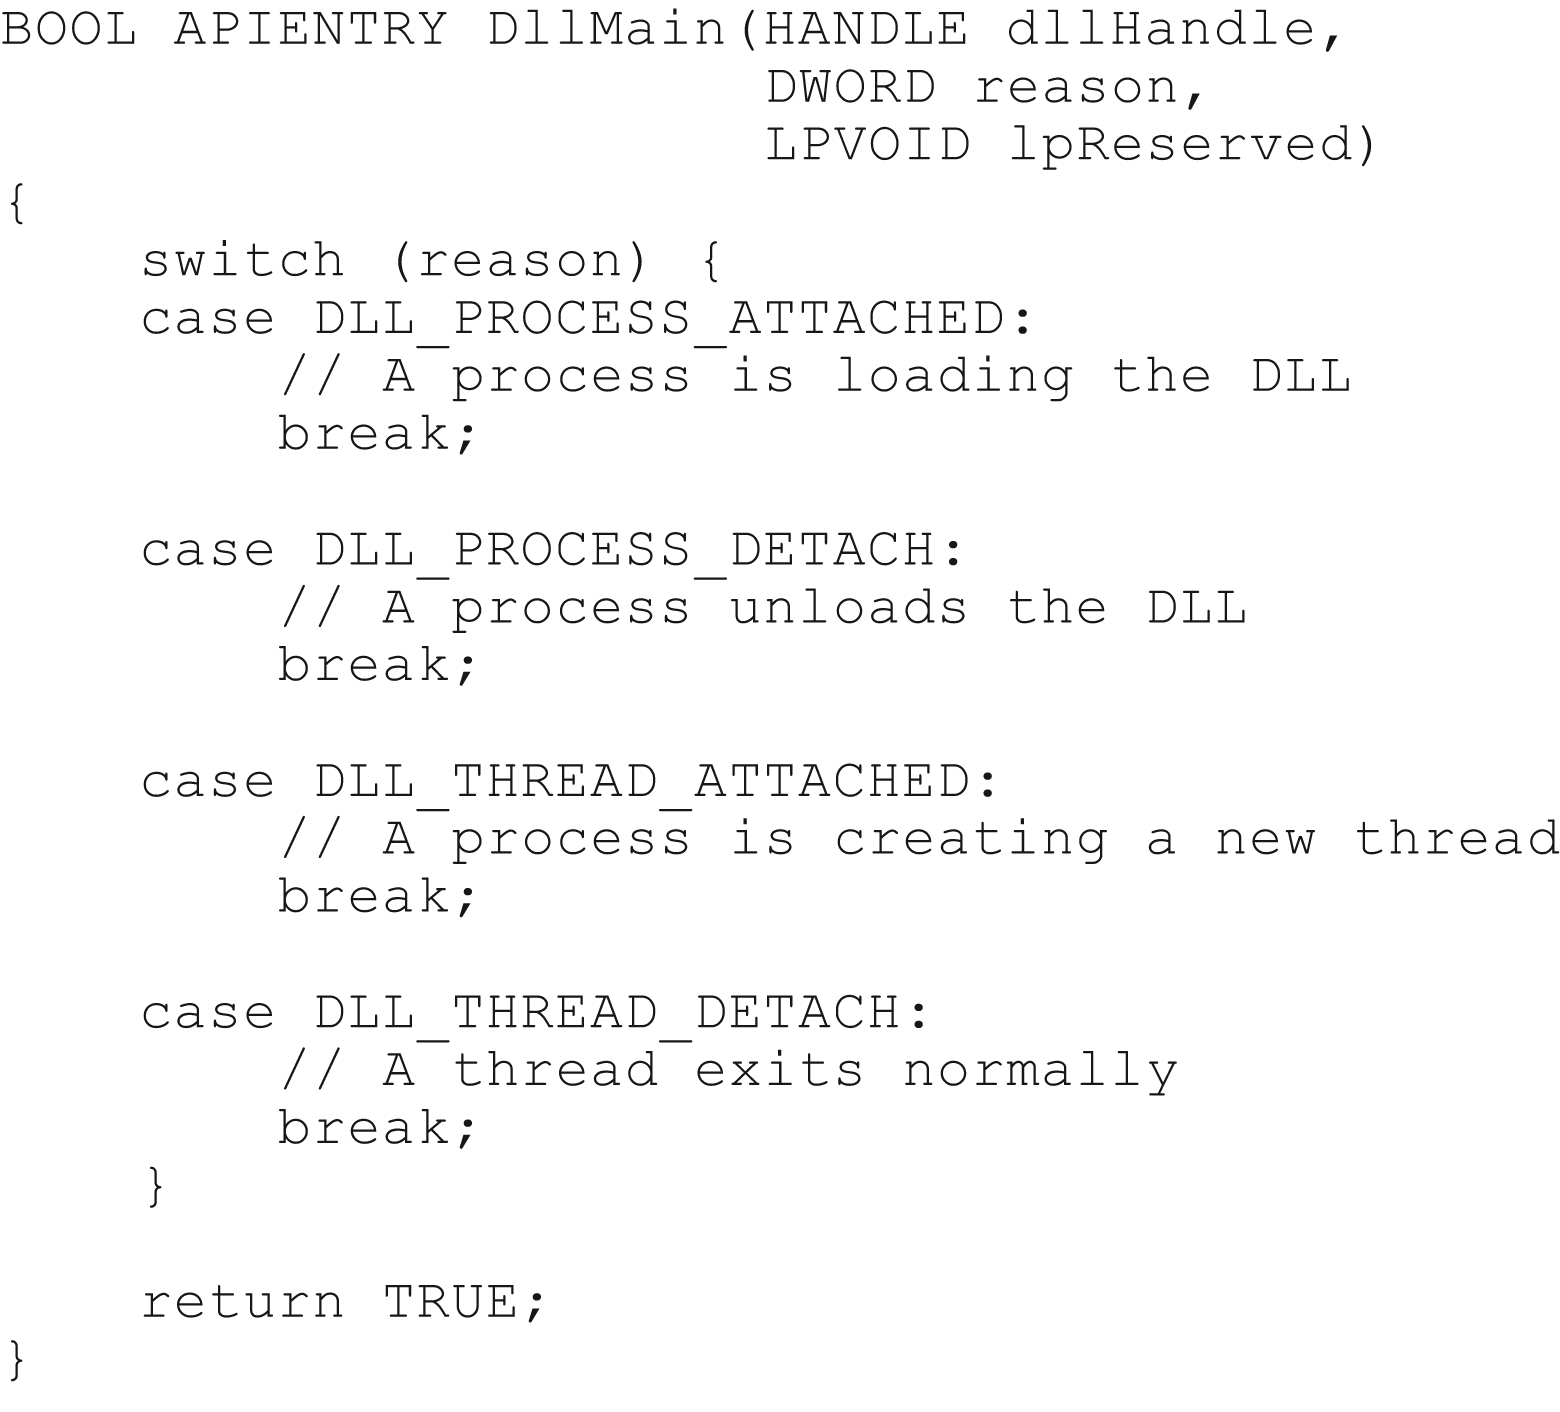 BOOL APIENTRY DllMain(HANDLE dllHandle,
                      DWORD reason,
                      LPVOID lpReserved)
{
    switch (reason) {
    case DLL_PROCESS_ATTACHED:
        // A process is loading the DLL
        break;

    case DLL_PROCESS_DETACH:
        // A process unloads the DLL
        break;

    case DLL_THREAD_ATTACHED:
        // A process is creating a new thread
        break;

    case DLL_THREAD_DETACH:
        // A thread exits normally
        break;
    }

    return TRUE;
}